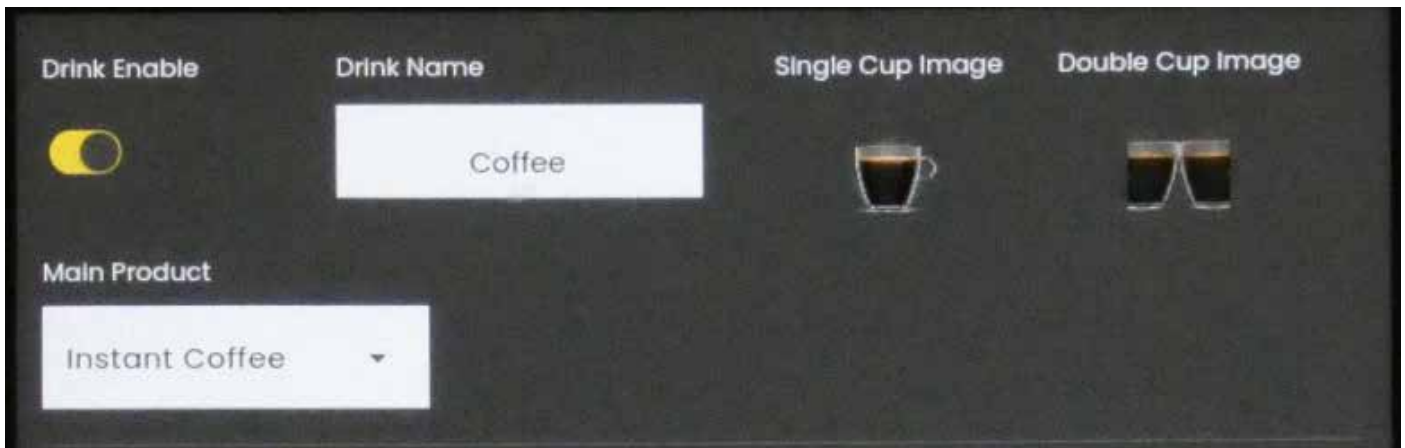 Drink Enable
Drink Name
Single Cup Image
Double Cup Image
Coffee
Main Product
Instant Coffee